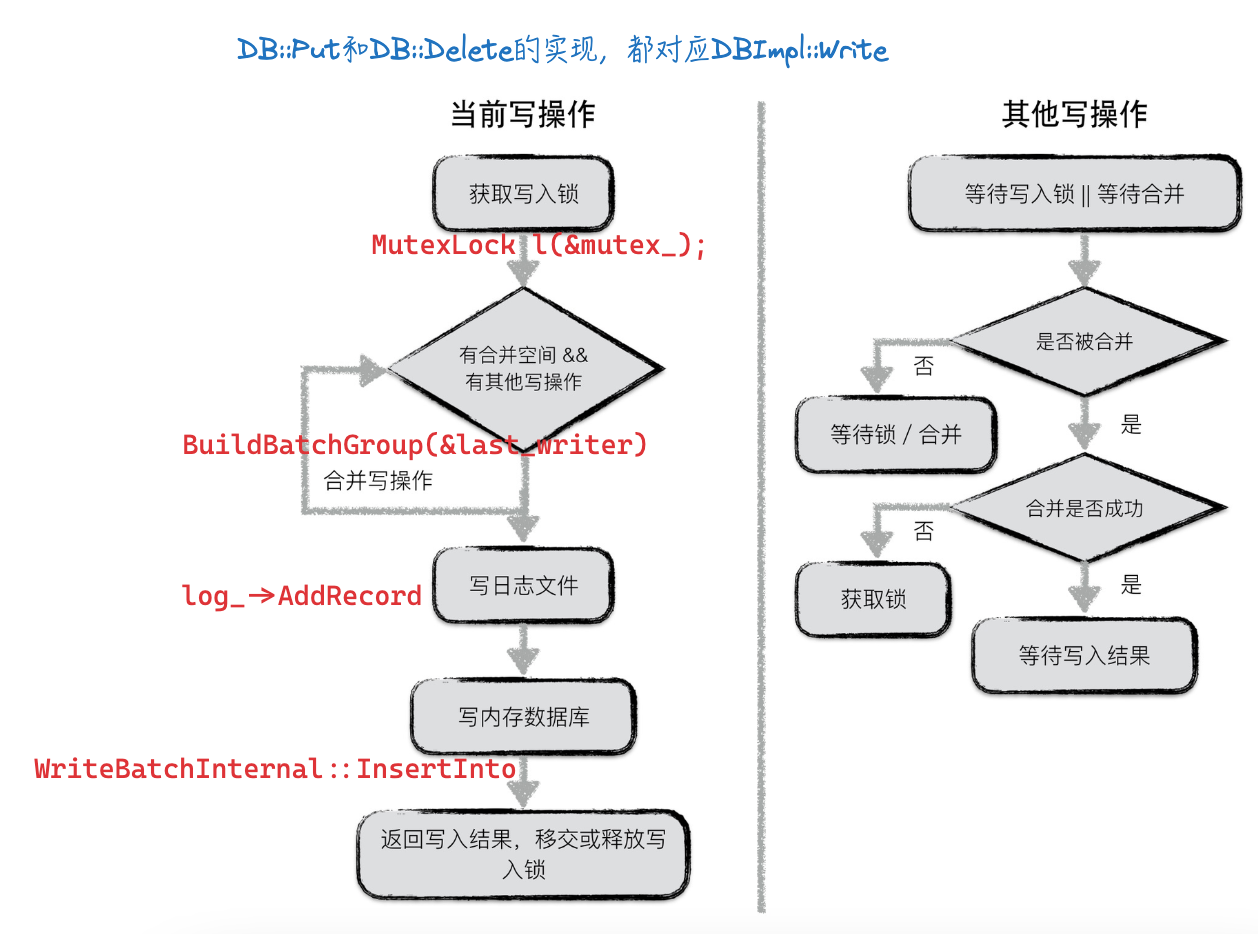 DB::Put和DB::Delete的实现，都对应DBImpl::Write
当前写操作
获取写入锁
MutexLock l(&mutex_);
有合并空间 &&
有其他写操作
BuildBatchGroup(&last_writer)
合并写操作
写日志文件
log_->AddRecord
写内存数据库
WriteBatchInternal::InsertInto
返回写入结果，移交或释放写
入锁
其他写操作
等待写入锁 || 等待合并
是否被合并
否
等待锁 / 合并
是
合并是否成功
否
获取锁
是
等待写入结果